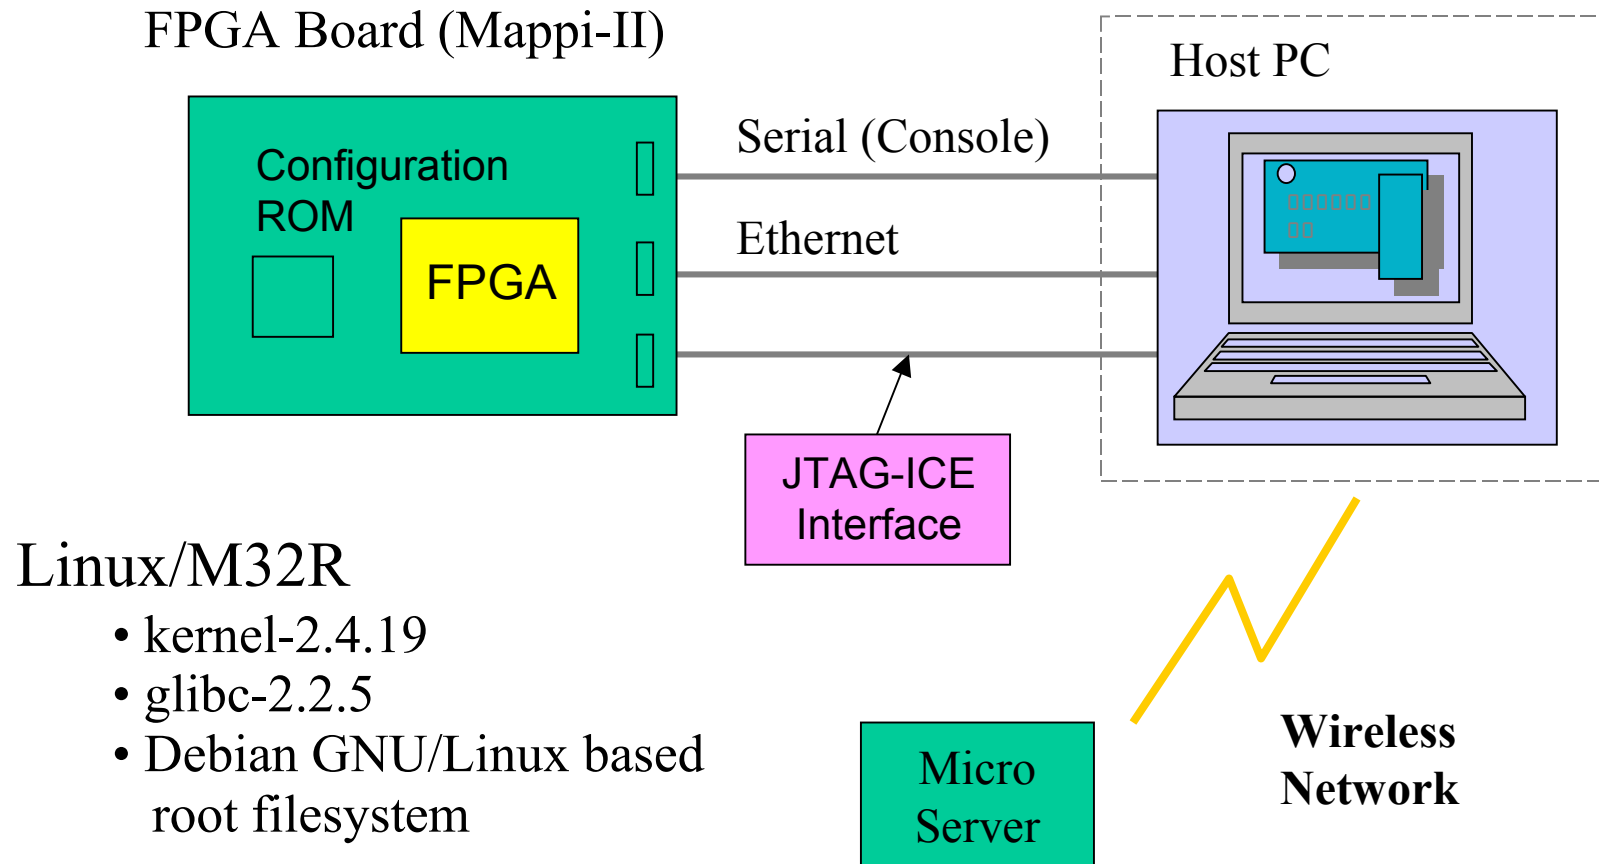 FPGA Board (Mappi-II)
Host PC
Configuration
ROM
FPGA
Serial (Console)
Ethernet
JTAG-ICE
Interface
Linux/M32R
• kernel-2.4.19
• glibc-2.2.5
• Debian GNU/Linux based
root filesystem
Micro
Server
Wireless
Network